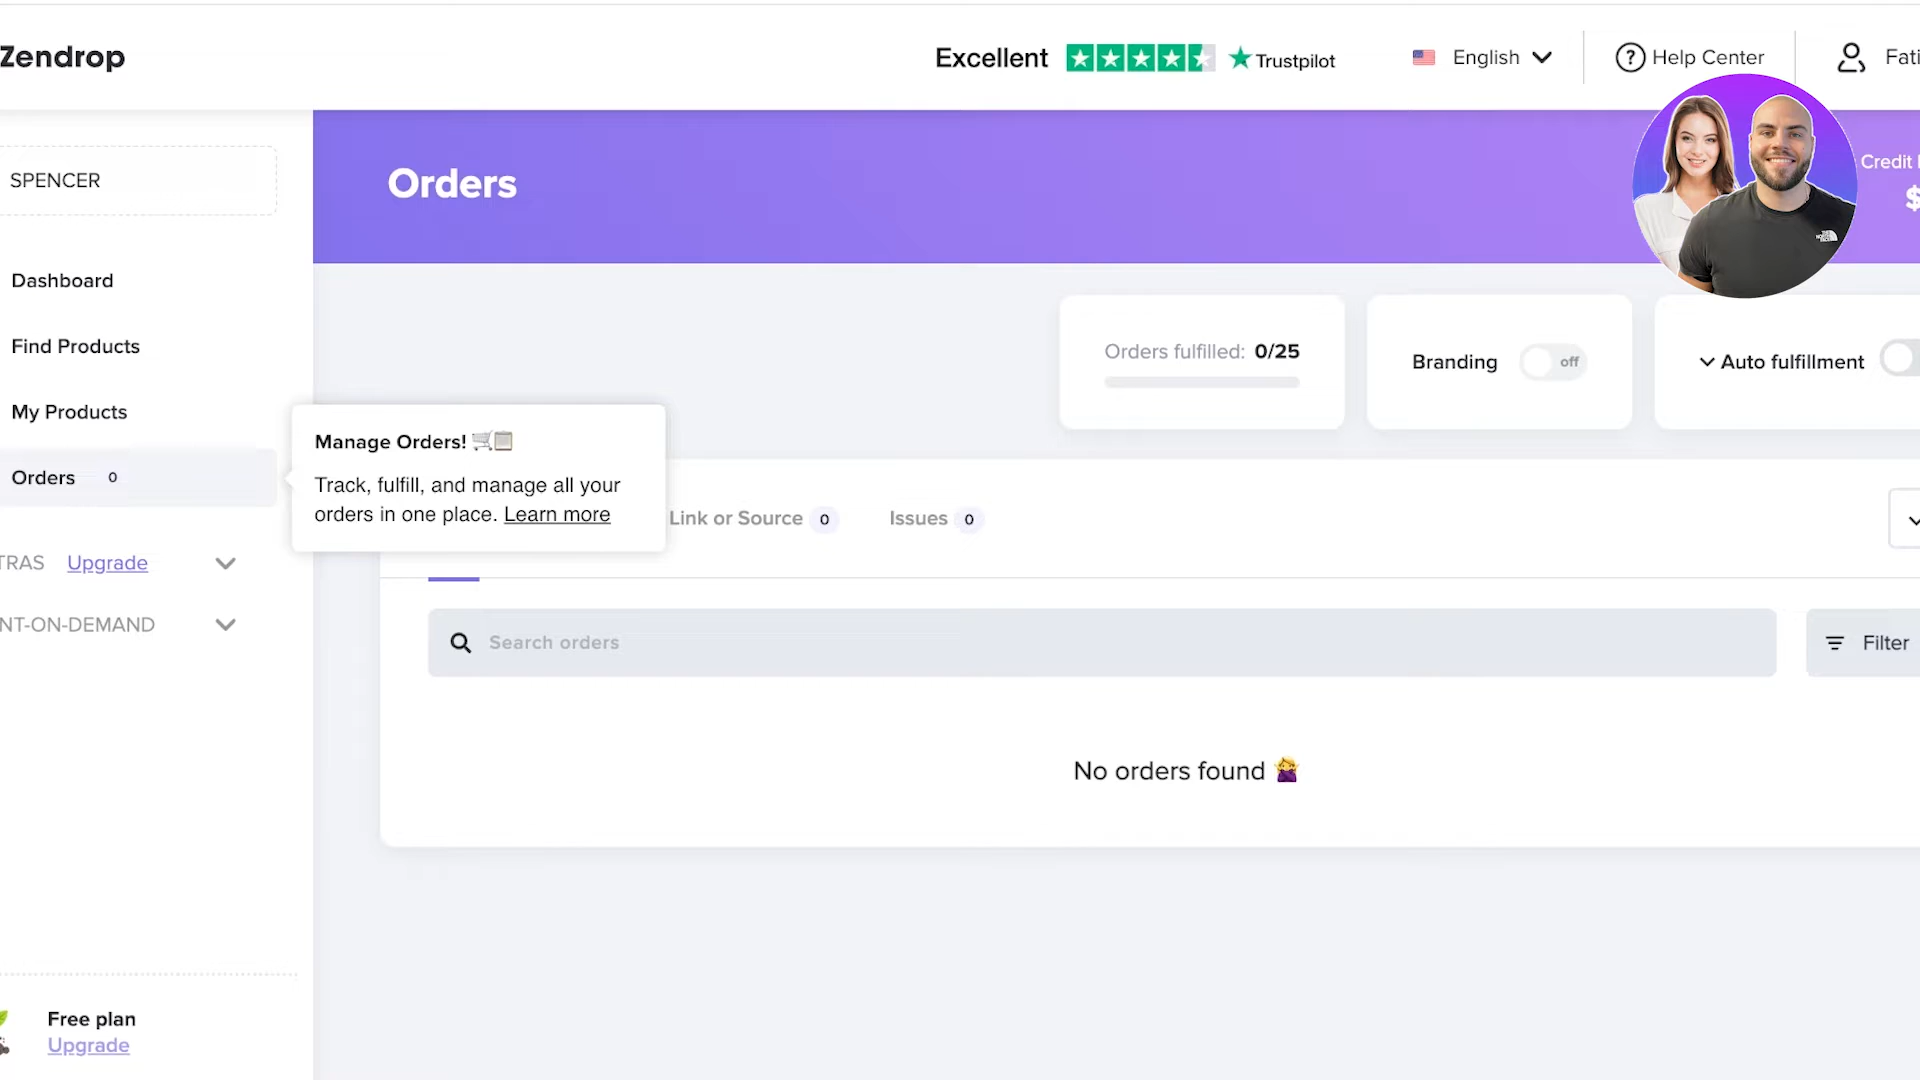 Zendrop
Excellent
Trustpilot
English
Help Center
Fati
SPENCER
Orders
Credit
$
Dashboard
Find Products
My Products
Orders 0
Orders fulfilled: 0/25
Branding off
Auto fulfillment
Manage Orders!
Track, fulfill, and manage all your
orders in one place. Learn more
Link or Source 0
Issues 0
TRAS Upgrade
NT-ON-DEMAND
Search orders
Filter
No orders found
Free plan
Upgrade
THE NORTH FACE